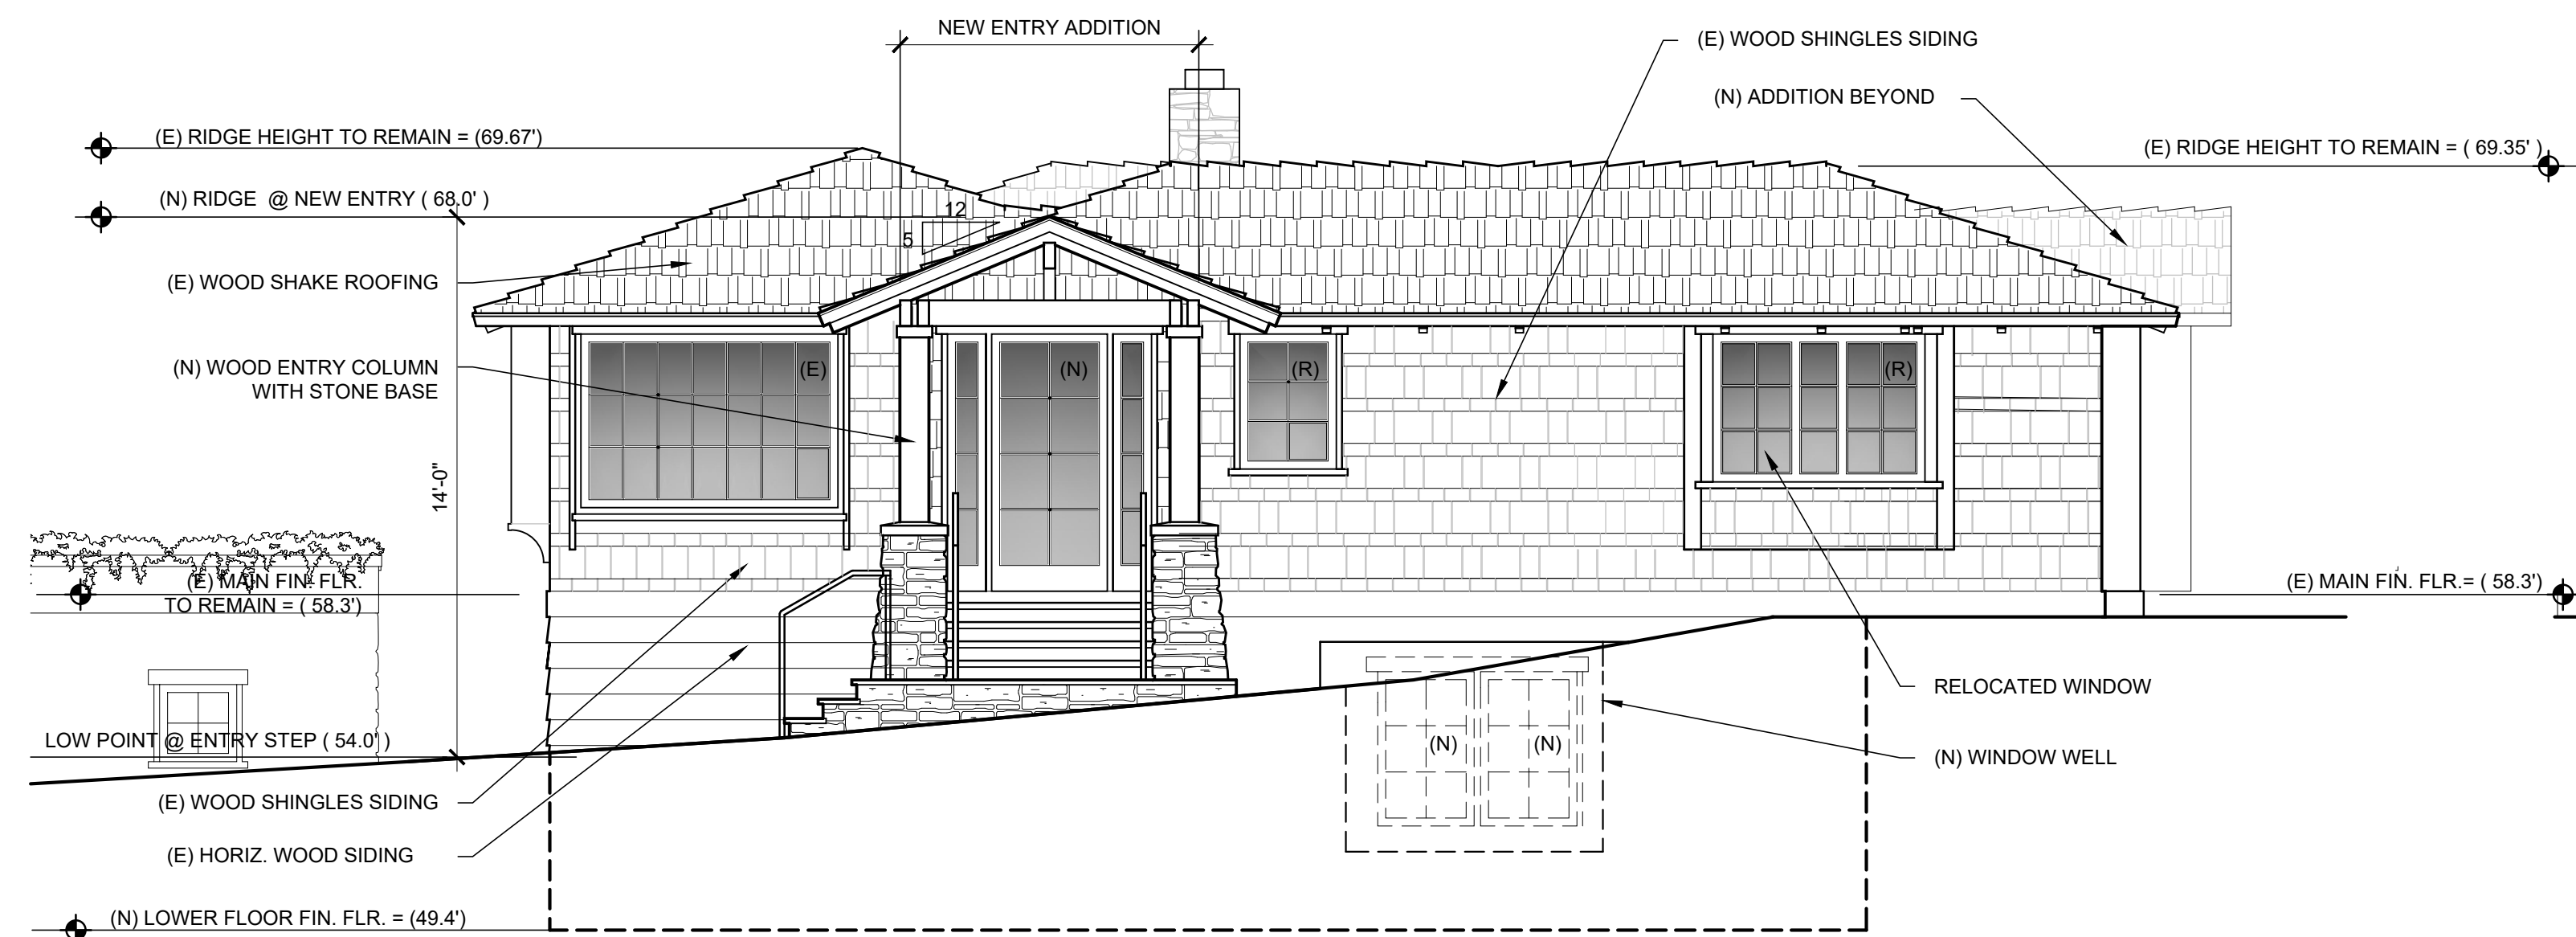 NEW ENTRY ADDITION
(E) WOOD SHINGLES SIDING
(N) ADDITION BEYOND
(E) RIDGE HEIGHT TO REMAIN = (69.67')
(E) RIDGE HEIGHT TO REMAIN = ( 69.35' )
(N) RIDGE @ NEW ENTRY ( 68.0' )
12
5
(E) WOOD SHAKE ROOFING
(N) WOOD ENTRY COLUMN
WITH STONE BASE
(E)
(N)
(R)
(R)
14'-0"
(E) MAIN FIN. FLR.
TO REMAIN = ( 58.3')
(E) MAIN FIN. FLR.= ( 58.3')
RELOCATED WINDOW
LOW POINT @ ENTRY STEP ( 54.0' )
(N)
(N)
(N) WINDOW WELL
(E) WOOD SHINGLES SIDING
(E) HORIZ. WOOD SIDING
(N) LOWER FLOOR FIN. FLR. = (49.4')